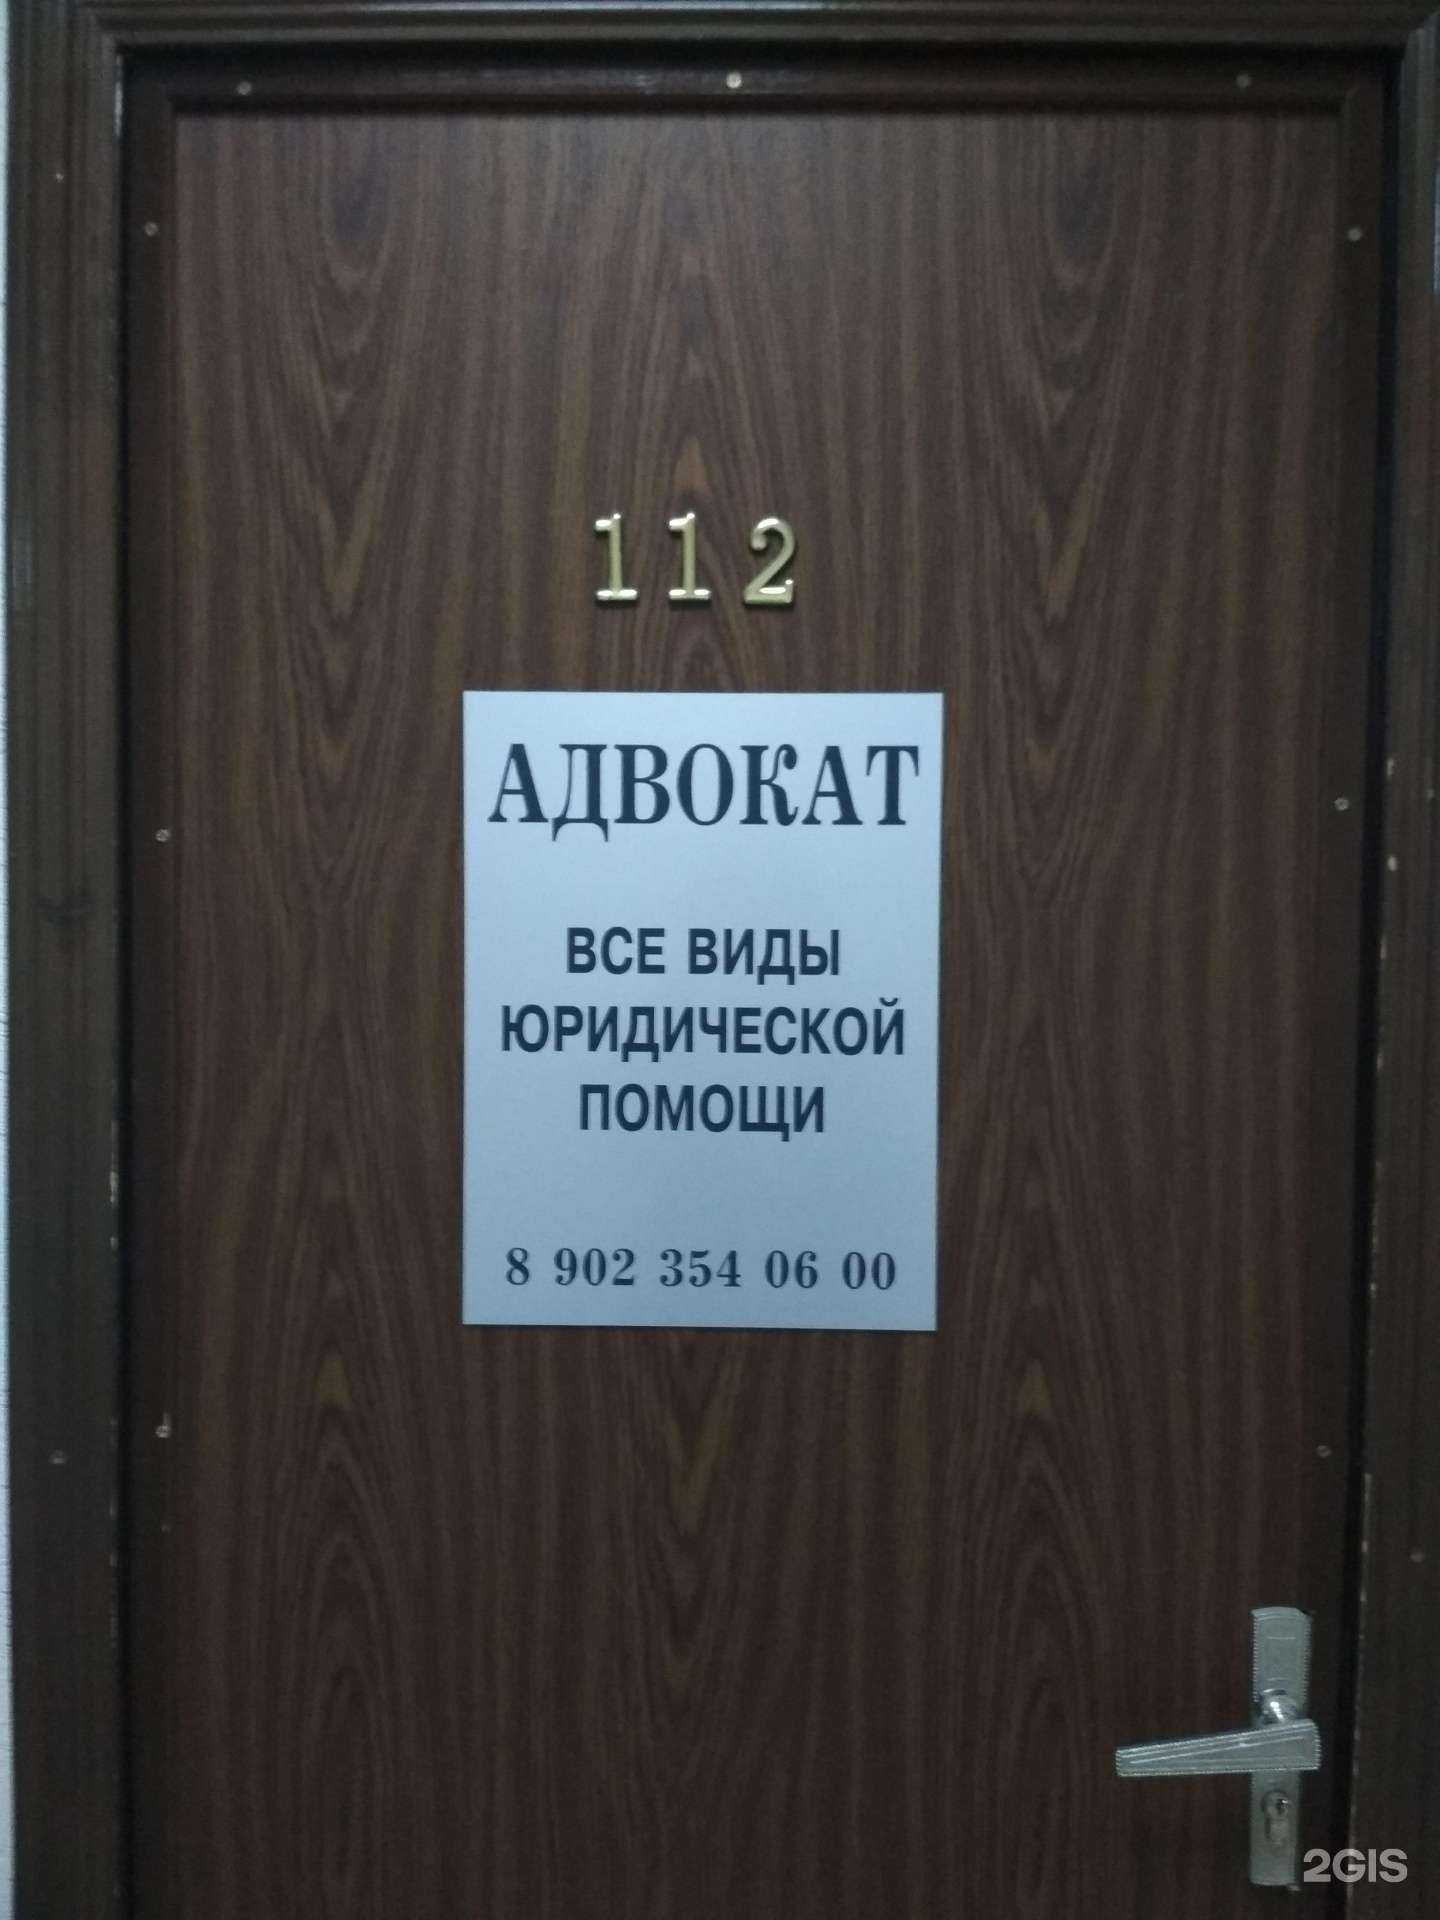 112
АДВОКАТ
ВСЕ ВИДЫ
ЮРИДИЧЕСКОЙ
ПОМОЩИ
8 902 354 06 00
2GIS